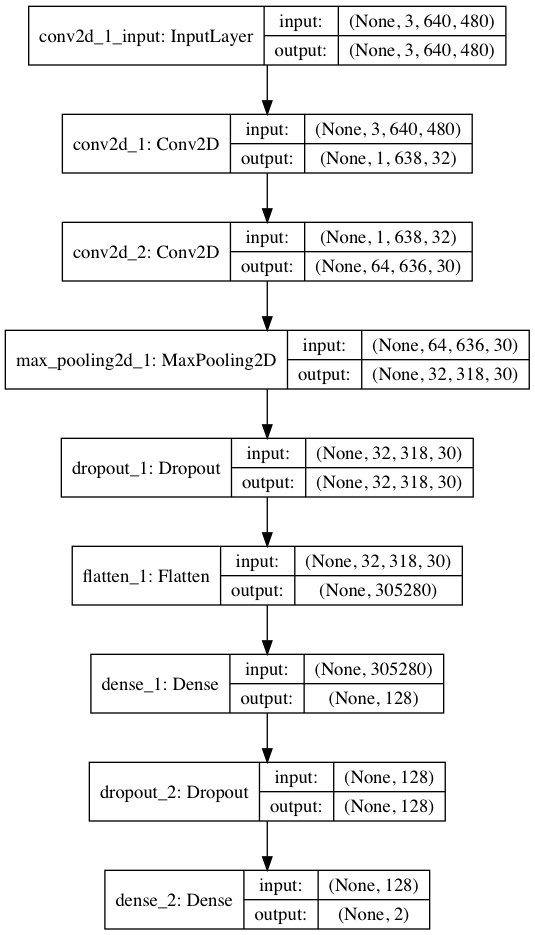 conv2d_1_input: InputLayer
input: (None, 3, 640, 480)
output: (None, 3, 640, 480)
conv2d_1: Conv2D
input: (None, 3, 640, 480)
output: (None, 1, 638, 32)
conv2d_2: Conv2D
input: (None, 1, 638, 32)
output: (None, 64, 636, 30)
max_pooling2d_1: MaxPooling2D
input: (None, 64, 636, 30)
output: (None, 32, 318, 30)
dropout_1: Dropout
input: (None, 32, 318, 30)
output: (None, 32, 318, 30)
flatten_1: Flatten
input: (None, 32, 318, 30)
output: (None, 305280)
dense_1: Dense
input: (None, 305280)
output: (None, 128)
dropout_2: Dropout
input: (None, 128)
output: (None, 128)
dense_2: Dense
input: (None, 128)
output: (None, 2)